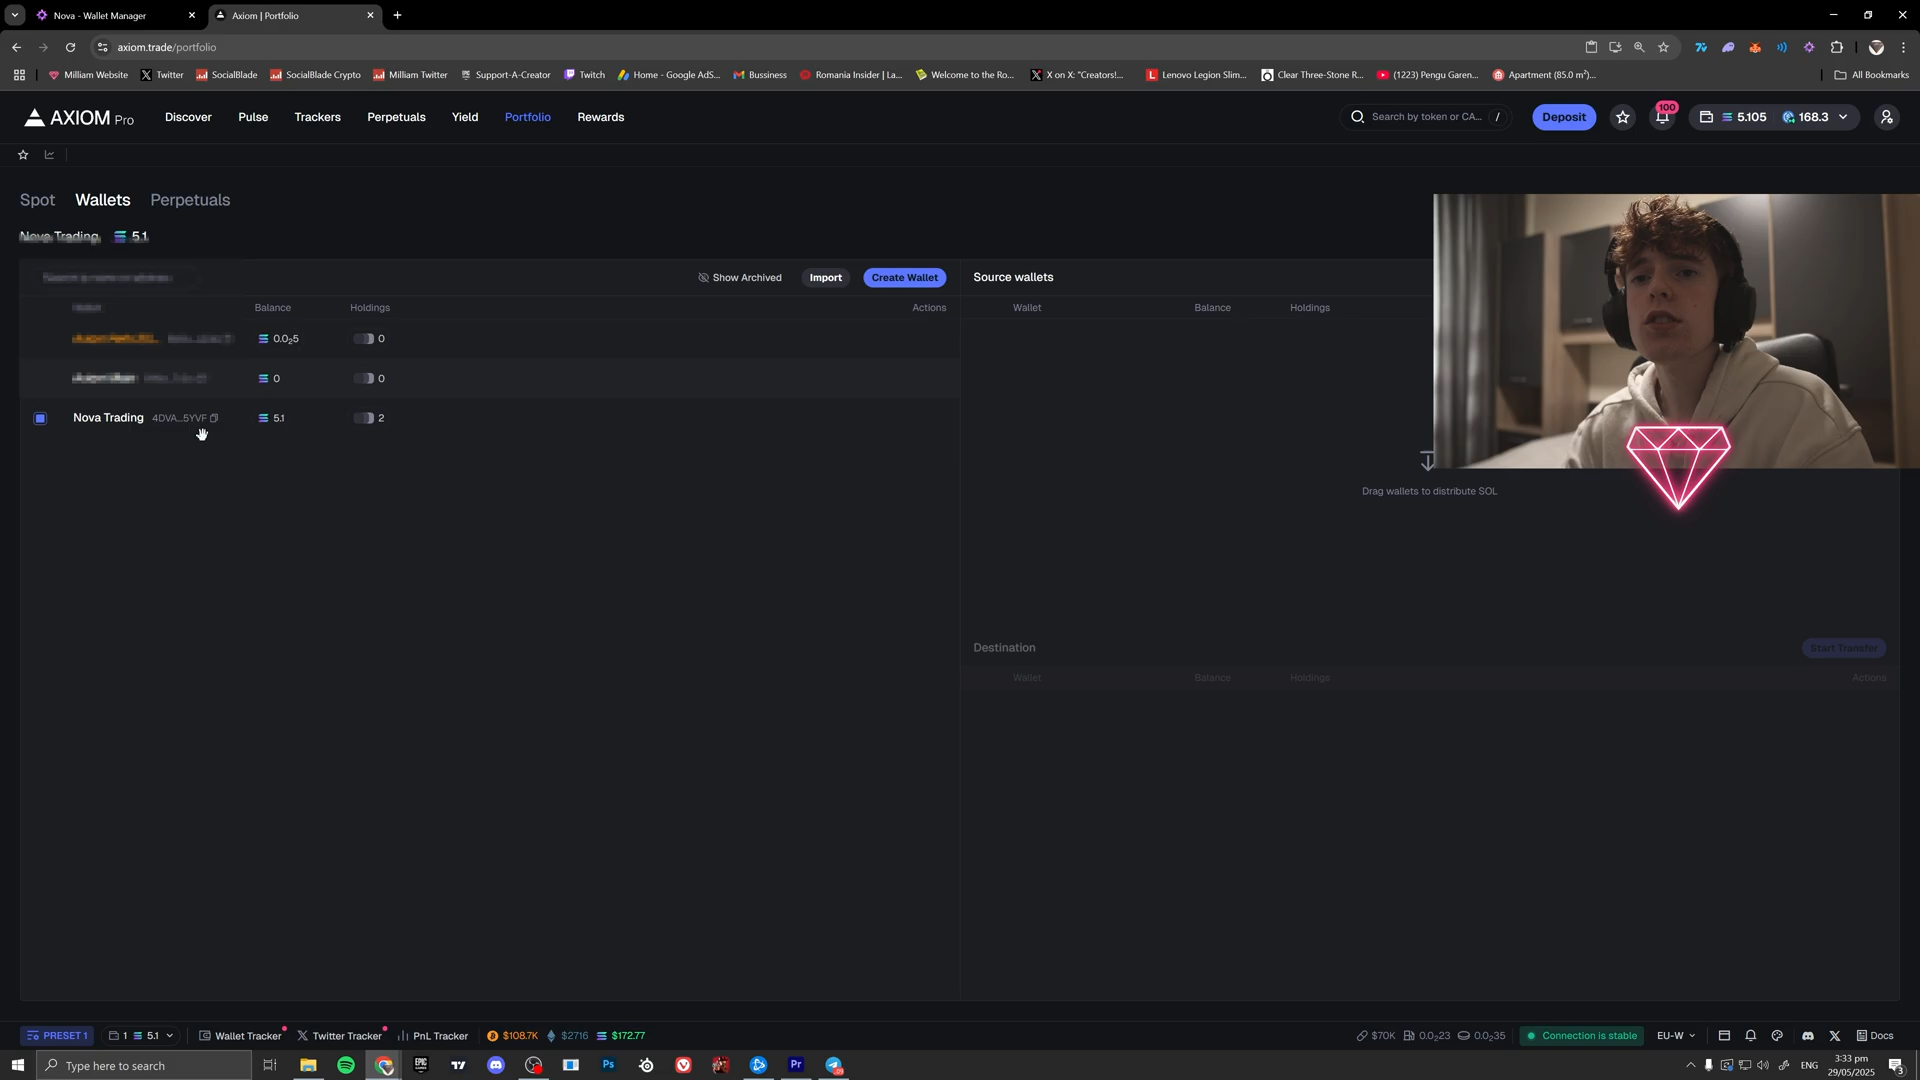 Nova - Wallet Manager
Axiom | Portfolio
axiom.trade/portfolio
Milliam Website
Twitter
SocialBlade
SocialBlade Crypto
Milliam Twitter
Support-A-Creator
Twitch
Home - Google AdS...
Bussiness
Romania Insider | La...
Welcome to the Ro...
X on X: "Creators!...
Lenovo Legion Slim...
Clear Three-Stone R...
(1223) Pengu Garen...
Apartment (85.0 m²)...
All Bookmarks
AXIOM Pro
Discover
Pulse
Trackers
Perpetuals
Yield
Portfolio
Rewards
Search by token or CA...
/
Deposit
100
5.105
168.3
Spot
Wallets
Perpetuals
Nova Trading
5.1
Show Archived
Import
Create Wallet
Source wallets
Balance
Holdings
Actions
Wallet
Balance
Holdings
0.0₂5
0
0
0
Nova Trading
4DVA...5YVF
5.1
2
Drag wallets to distribute SOL
Destination
Start Transfer
Wallet
Balance
Holdings
Actions
PRESET 1
1
5.1
Wallet Tracker
Twitter Tracker
PnL Tracker
$108.7K
$2716
$172.77
$70K
0.0₂23
0.0₂35
Connection is stable
EU-W
Docs
Type here to search
ENG
3:33 pm
29/05/2025